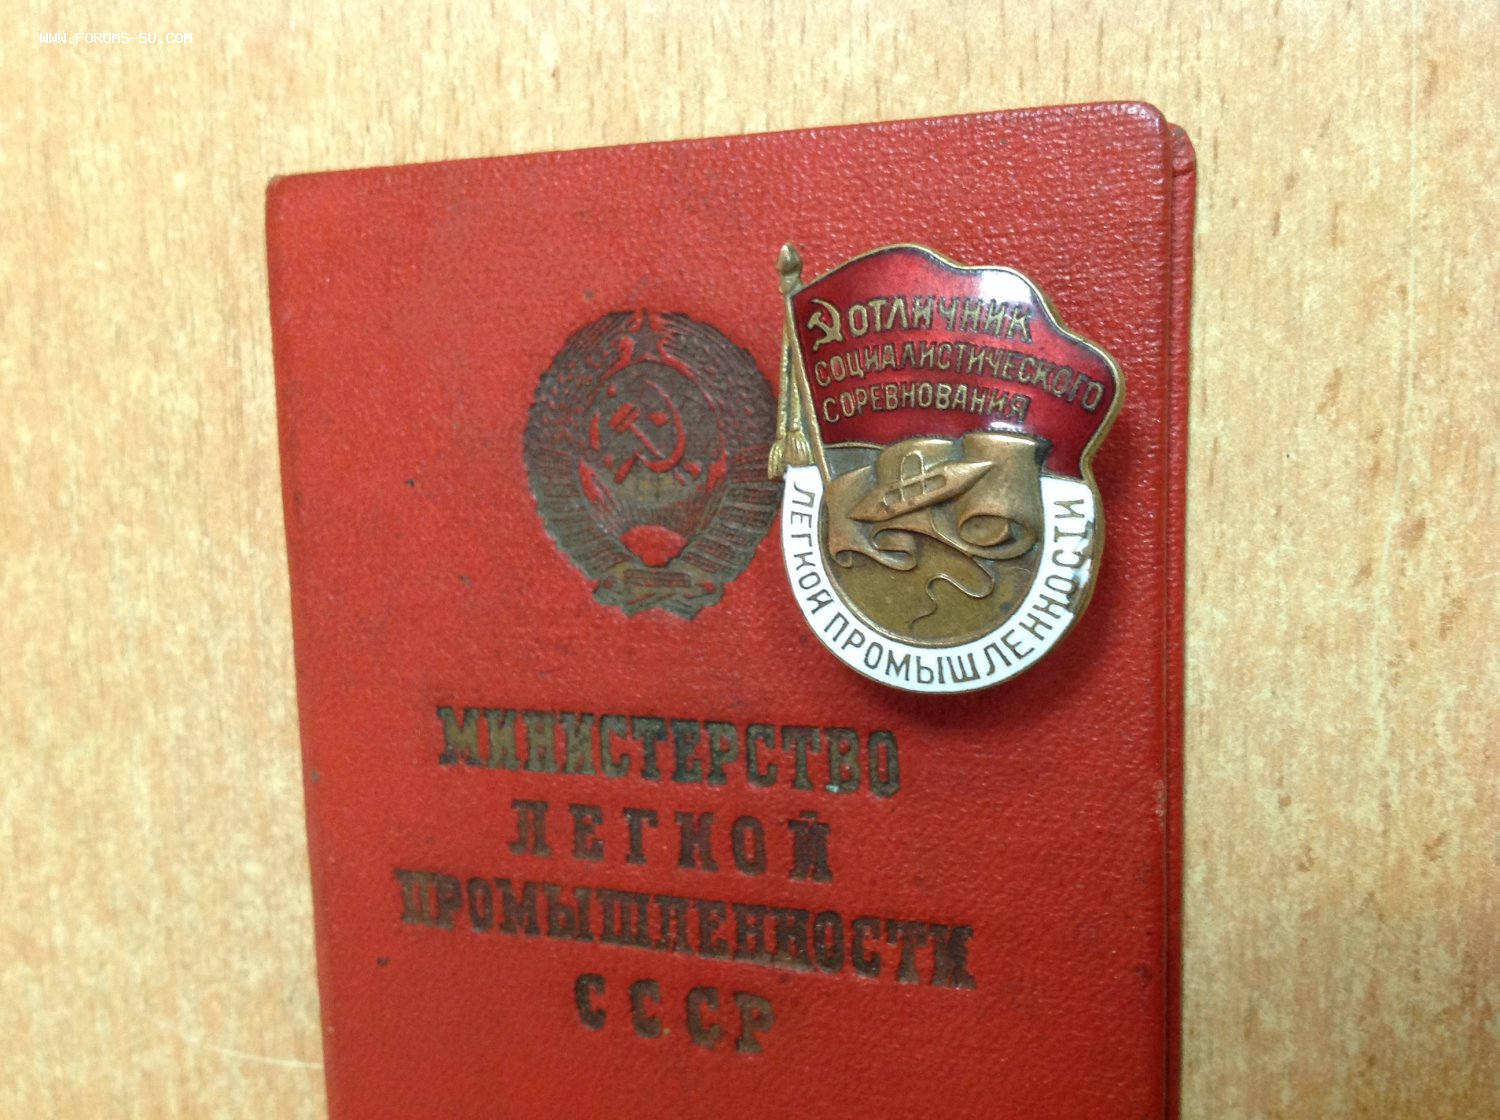 WWW.FORUMS-SU.COM
ОТЛИЧНИК
СОЦИАЛИСТИЧЕСКОГО
СОРЕВНОВАНИЯ
ЛЕГКОЙ ПРОМЫШЛЕННОСТИ
МИНИСТЕРСТВО
ЛЕГКОЙ
ПРОМЫШЛЕННОСТИ
СССР